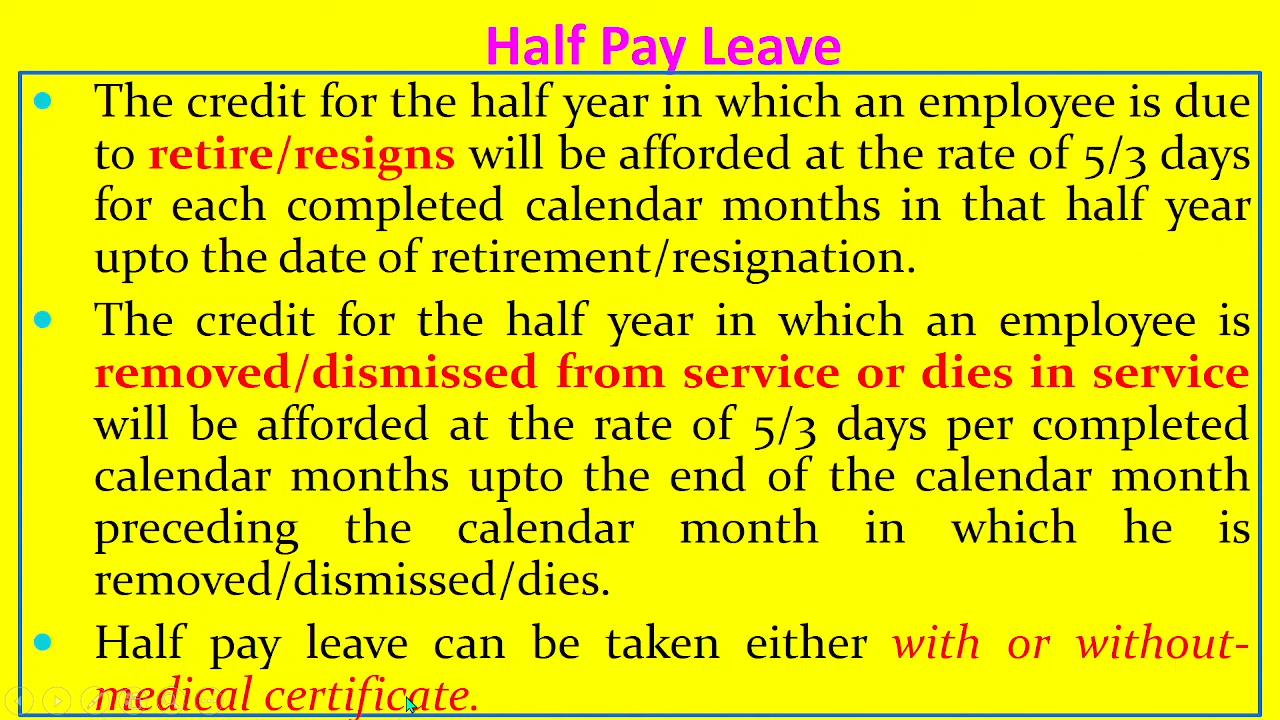 Half Pay Leave
The credit for the half year in which an employee is due
to retire/resigns will be afforded at the rate of 5/3 days
for each completed calendar months in that half year
upto the date of retirement/resignation.
The credit for the half year in which an employee is
removed/dismissed from service or dies in service
will be afforded at the rate of 5/3 days per completed
calendar months upto the end of the calendar month
preceding the calendar month in which he is
removed/dismissed/dies.
Half pay leave can be taken either with or without-
medical certificate.